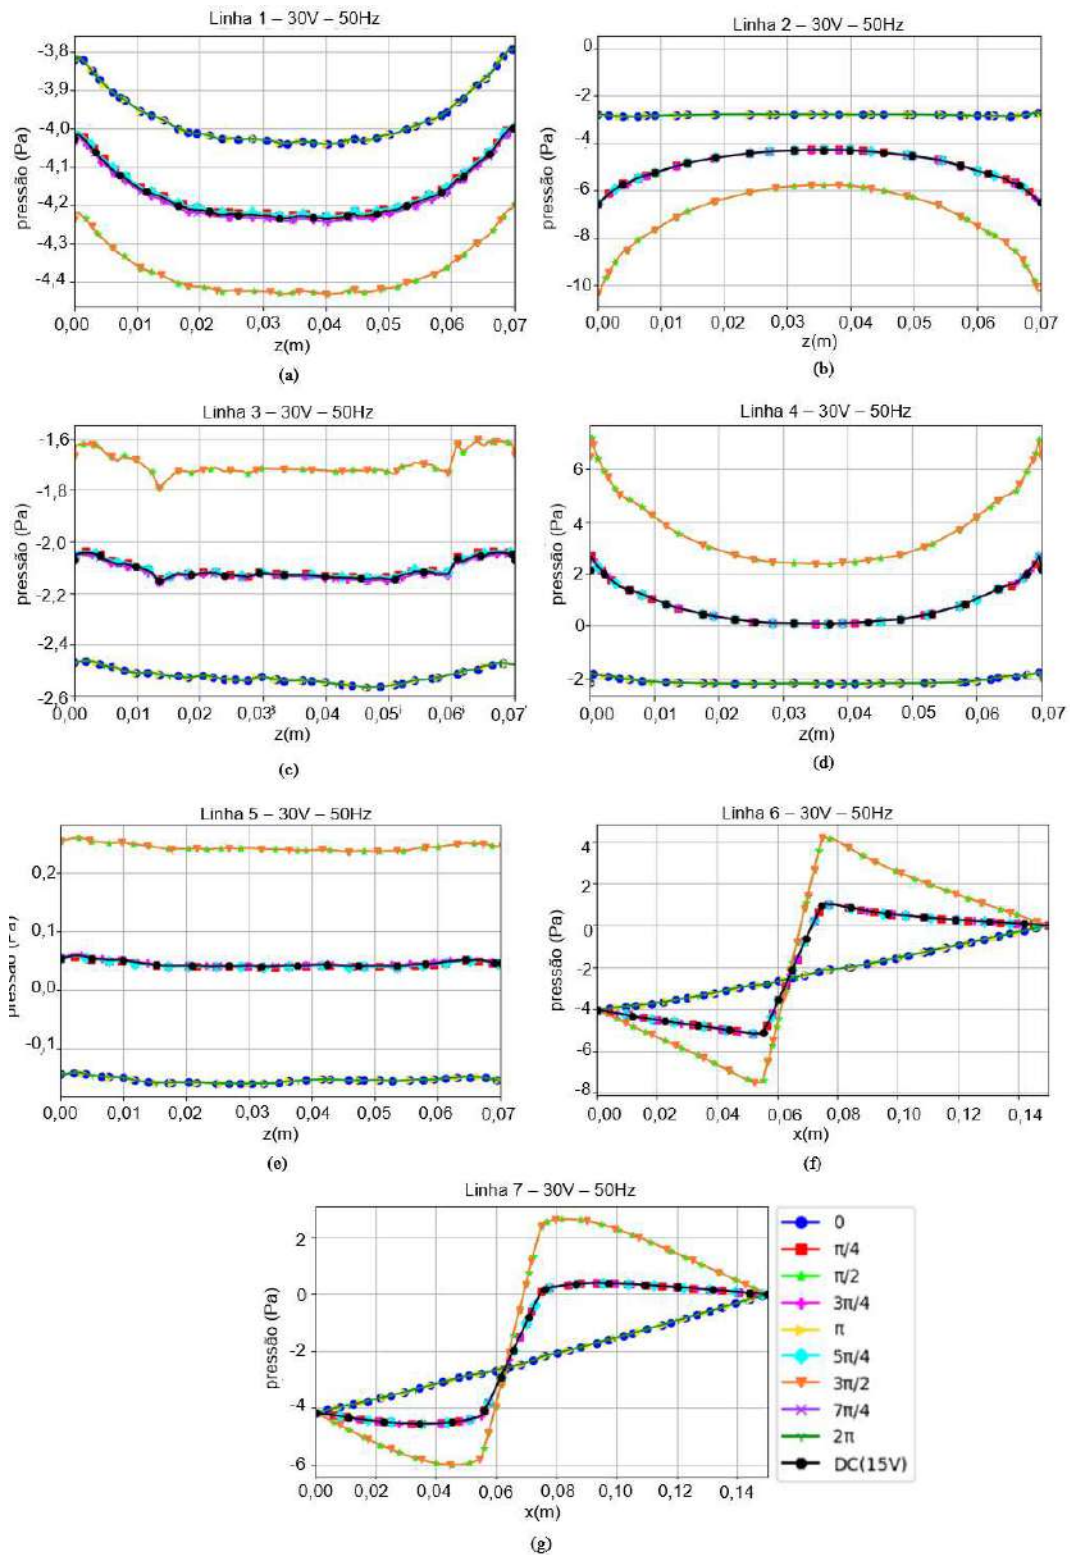 Linha 1 – 30V – 50Hz
pressão (Pa)
-3,8
-3,9
-4,0
-4,1
-4,2
-4,3
-4,4
0,00 0,01 0,02 0,03 0,04 0,05 0,06 0,07
z(m)
(a)
Linha 2 – 30V – 50Hz
pressão (Pa)
0
-2
-4
-6
-8
-10
0,00 0,01 0,02 0,03 0,04 0,05 0,06 0,07
z(m)
(b)
Linha 3 – 30V – 50Hz
pressão (Pa)
-1,6
-1,8
-2,0
-2,2
-2,4
-2,6
0,00 0,01 0,02 0,03 0,04 0,05 0,06 0,07
z(m)
(c)
Linha 4 – 30V – 50Hz
pressão (Pa)
6
4
2
0
-2
0,00 0,01 0,02 0,03 0,04 0,05 0,06 0,07
z(m)
(d)
Linha 5 – 30V – 50Hz
pressão (Pa)
0,2
0,1
0,0
-0,1
0,00 0,01 0,02 0,03 0,04 0,05 0,06 0,07
z(m)
(e)
Linha 6 – 30V – 50Hz
pressão (Pa)
4
2
0
-2
-4
-6
-8
0,00 0,02 0,04 0,06 0,08 0,10 0,12 0,14
x(m)
(f)
Linha 7 – 30V – 50Hz
pressão (Pa)
2
0
-2
-4
-6
0,00 0,02 0,04 0,06 0,08 0,10 0,12 0,14
x(m)
(g)
0
π/4
π/2
3π/4
π
5π/4
3π/2
7π/4
2π
DC(15V)